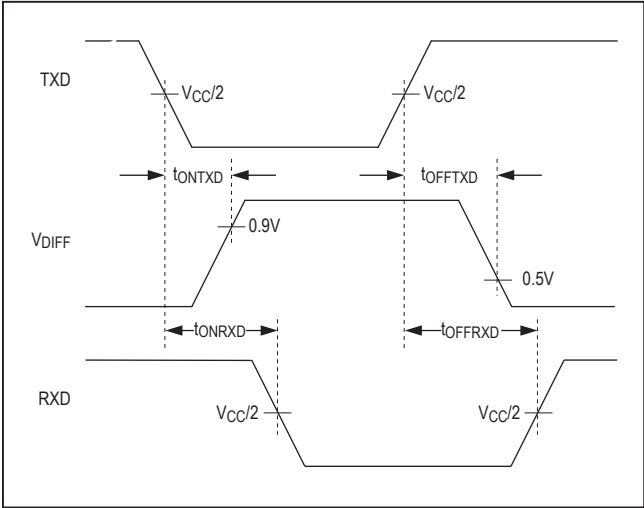 TXD
VCC/2
VCC/2
tONTXD
tOFFTXD
VDIFF
0.9V
0.5V
tONRXD
tOFFRXD
RXD
VCC/2
VCC/2